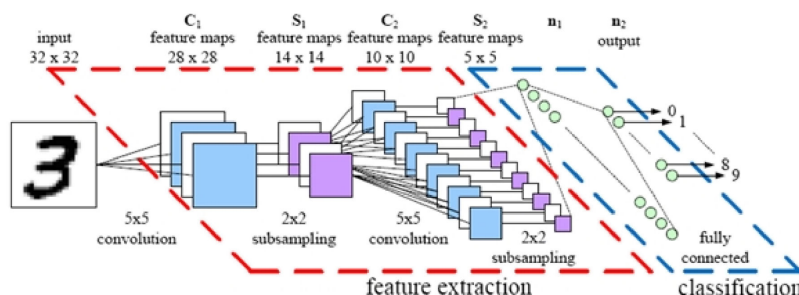 C1
S1
C2
S2
n1
n2
input
feature maps
feature maps
feature maps
feature maps
output
32 x 32
28 x 28
14 x 14
10 x 10
5 x 5
0
1
8
9
3
5x5
convolution
2x2
subsampling
5x5
convolution
2x2
subsampling
fully
connected
feature extraction
classification